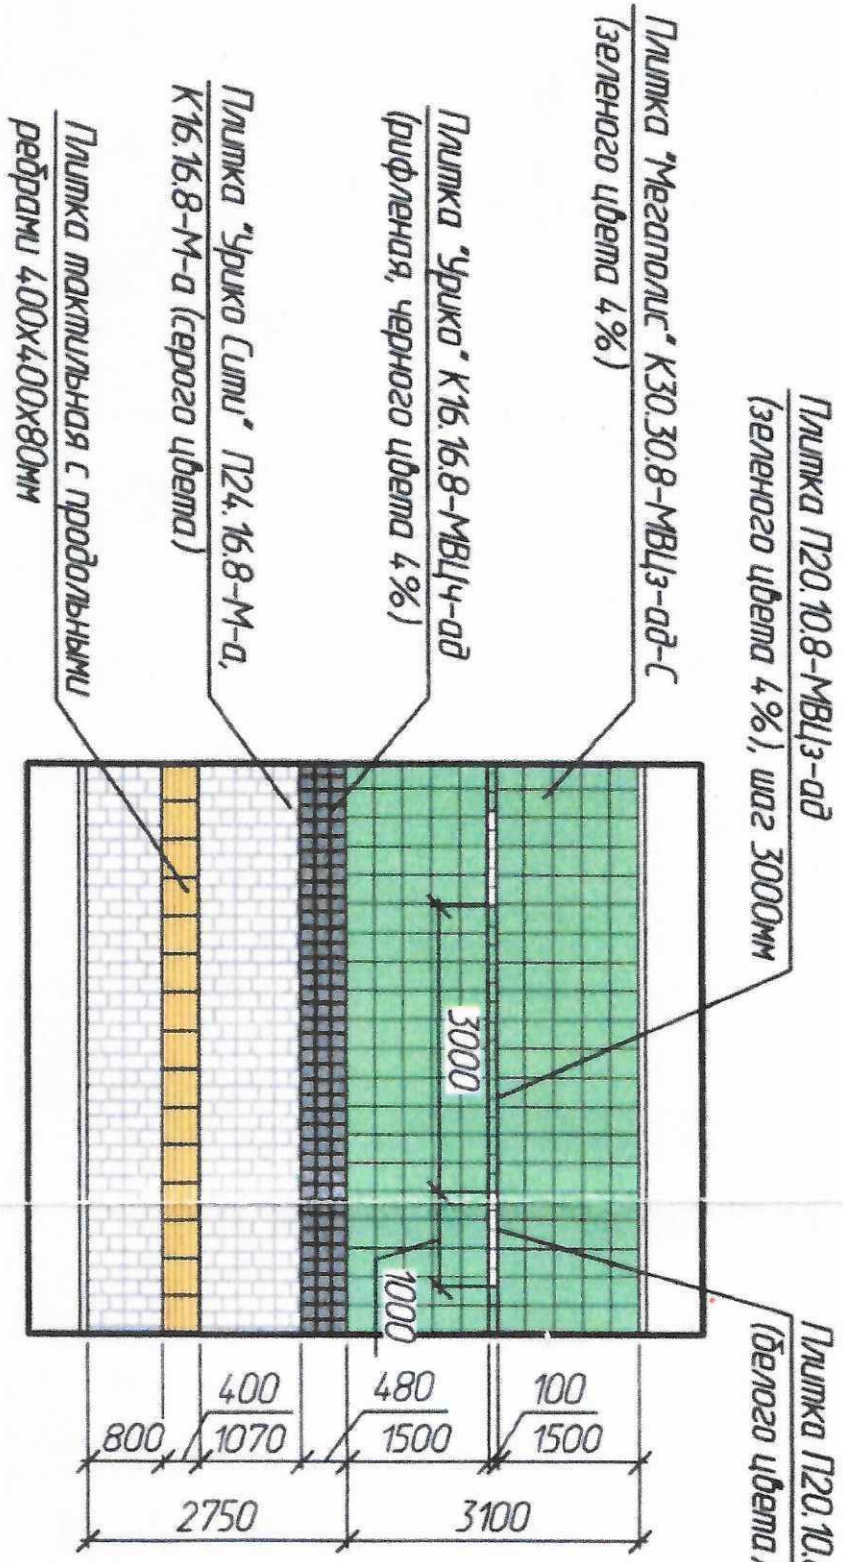 Плитка П20.10.8-МВЦз-ад
(зеленого цвета 4%), шаг 3000мм
Плитка "Мегаполис" К30.30.8-МВЦз-ад-С
(зеленого цвета 4%)
Плитка "Урико" К16.16.8-МВЦч-ад
(рифленая, черного цвета 4%)
Плитка "Урико Сити" П24.16.8-М-а,
К16.16.8-М-а (серого цвета)
Плитка тактильная с продольными
ребрами 400х400х80мм
Плитка П20.10.
(белого цвета
3000
1000
100
1500
480
1500
400
1070
800
3100
2750